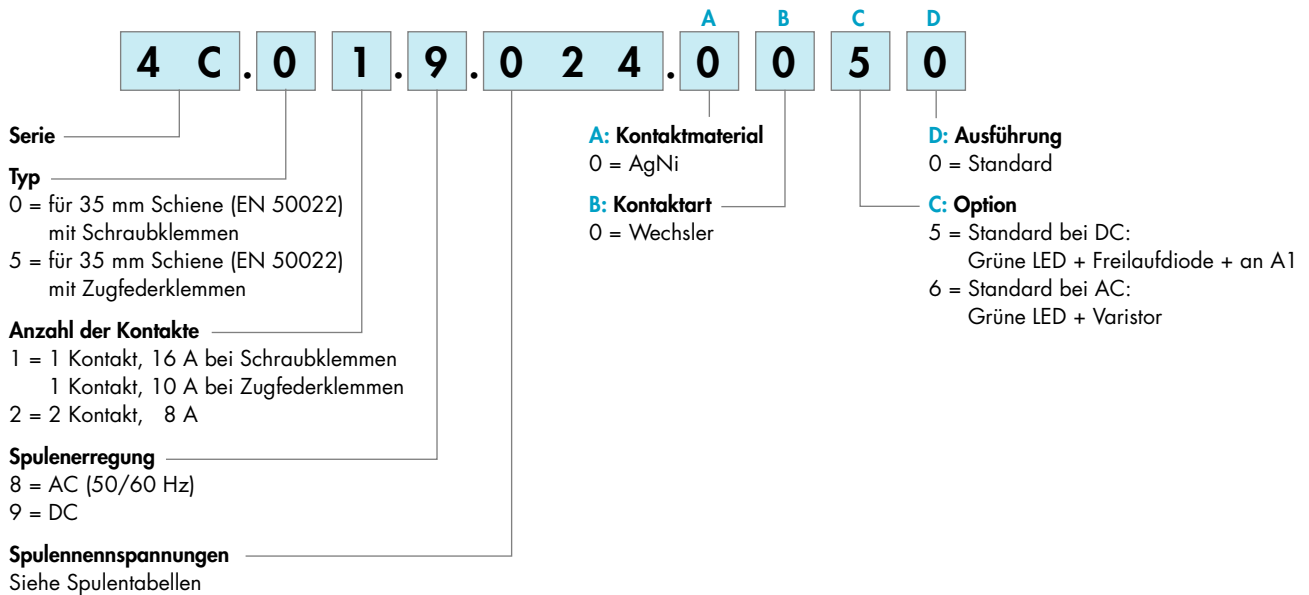 A B C D
4 C . 0 1 . 9 . 0 2 4 . 0 0 5 0
Serie
Typ
0 = für 35 mm Schiene (EN 50022)
mit Schraubklemmen
5 = für 35 mm Schiene (EN 50022)
mit Zugfederklemmen
Anzahl der Kontakte
1 = 1 Kontakt, 16 A bei Schraubklemmen
1 Kontakt, 10 A bei Zugfederklemmen
2 = 2 Kontakt, 8 A
Spulenerregung
8 = AC (50/60 Hz)
9 = DC
Spulennennspannungen
Siehe Spulentabellen
A: Kontaktmaterial
0 = AgNi
B: Kontaktart
0 = Wechsler
D: Ausführung
0 = Standard
C: Option
5 = Standard bei DC:
Grüne LED + Freilaufdiode + an A1
6 = Standard bei AC:
Grüne LED + Varistor